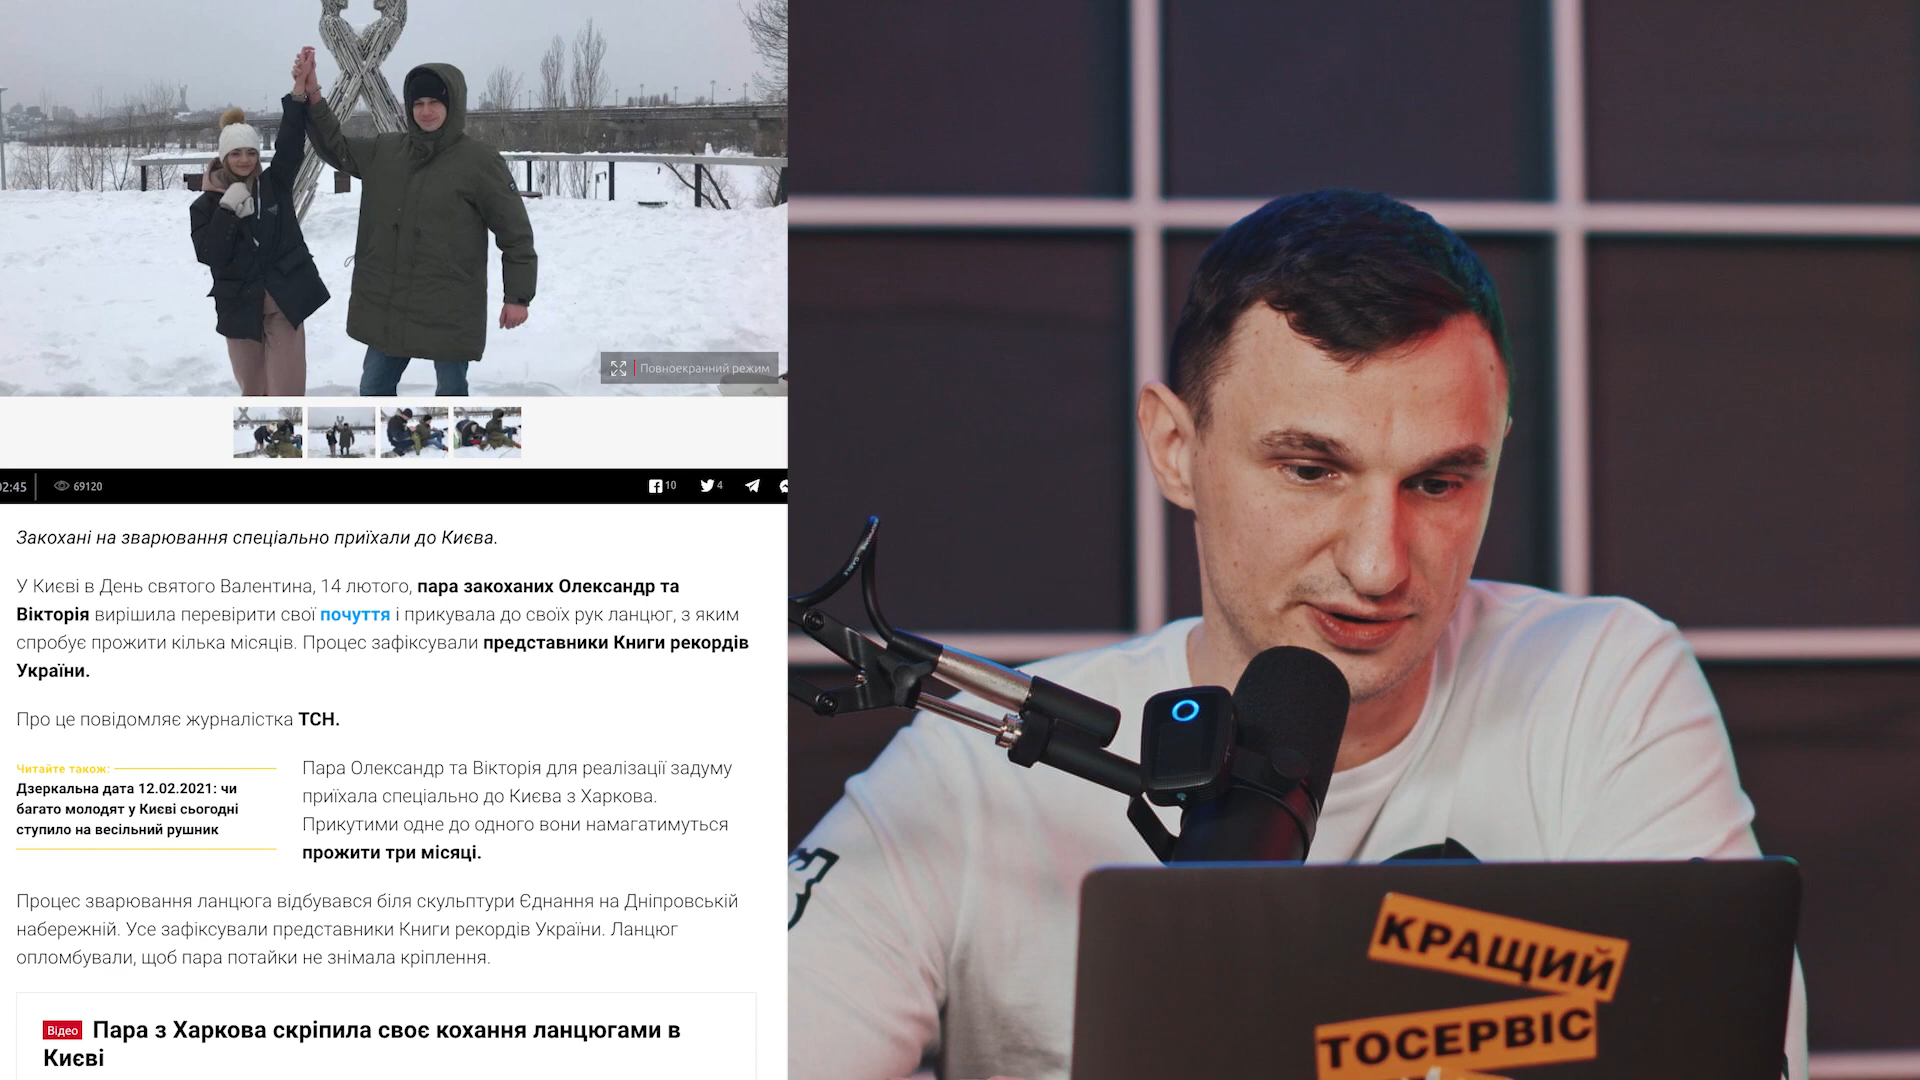 Повноекранний режим
02:45
69120
10
4
Закохані на зварювання спеціально приїхали до Києва.
У Києві в День святого Валентина, 14 лютого, пара закоханих Олександр та
Вікторія вирішила перевірити свої почуття і прикувала до своїх рук ланцюг, з яким
спробує прожити кілька місяців. Процес зафіксували представники Книги рекордів
України.
Про це повідомляє журналістка ТСН.
Читайте також:
Дзеркальна дата 12.02.2021: чи
багато молодят у Києві сьогодні
ступило на весільний рушник
Пара Олександр та Вікторія для реалізації задуму
приїхала спеціально до Києва з Харкова.
Прикутими одне до одного вони намагатимуться
прожити три місяці.
Процес зварювання ланцюга відбувався біля скульптури Єднання на Дніпровській
набережній. Усе зафіксували представники Книги рекордів України. Ланцюг
опломбували, щоб пара потайки не знімала кріплення.
Відео Пара з Харкова скріпила своє кохання ланцюгами в
Києві
CABLE
КРАЩИЙ
ТОСЕРВІС